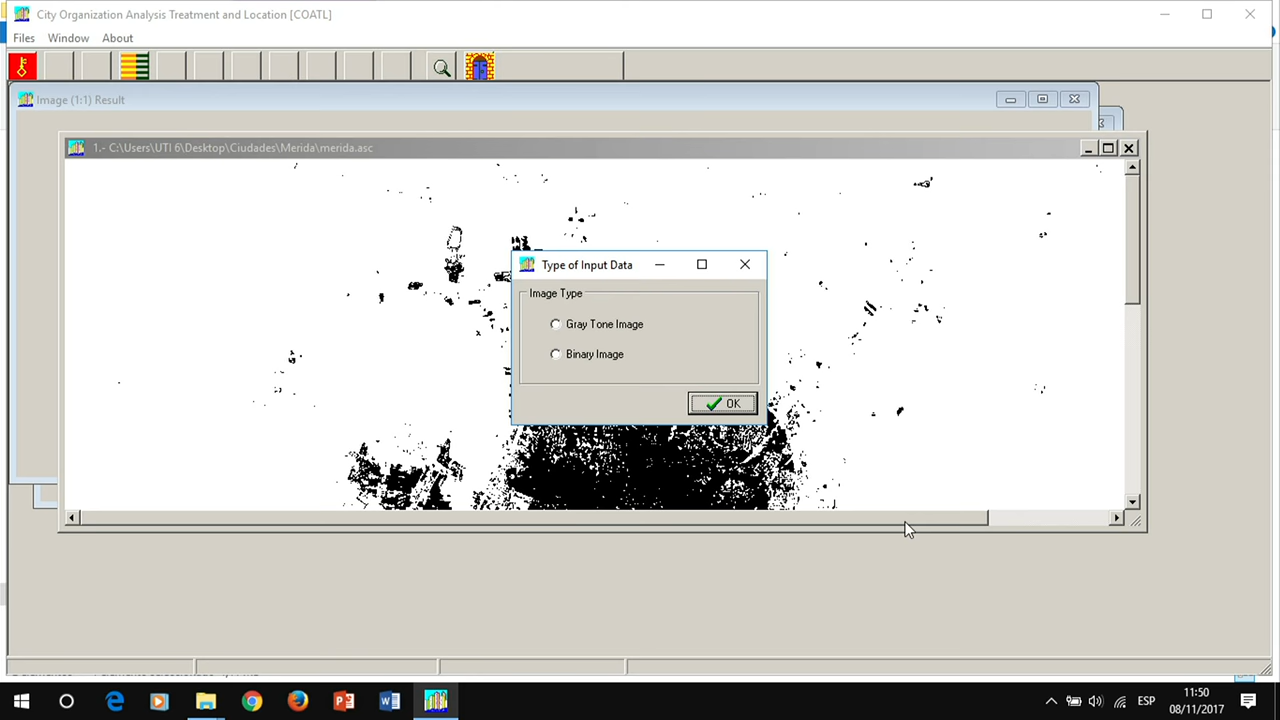 City Organization Analysis Treatment and Location [COATL]
Files Window About
Image (1:1) Result
1.- C:\Users\UTI 6\Desktop\Ciudades\Merida\merida.asc
Type of Input Data
Image Type
Gray Tone Image
Binary Image
OK
ESP
11:50
08/11/2017